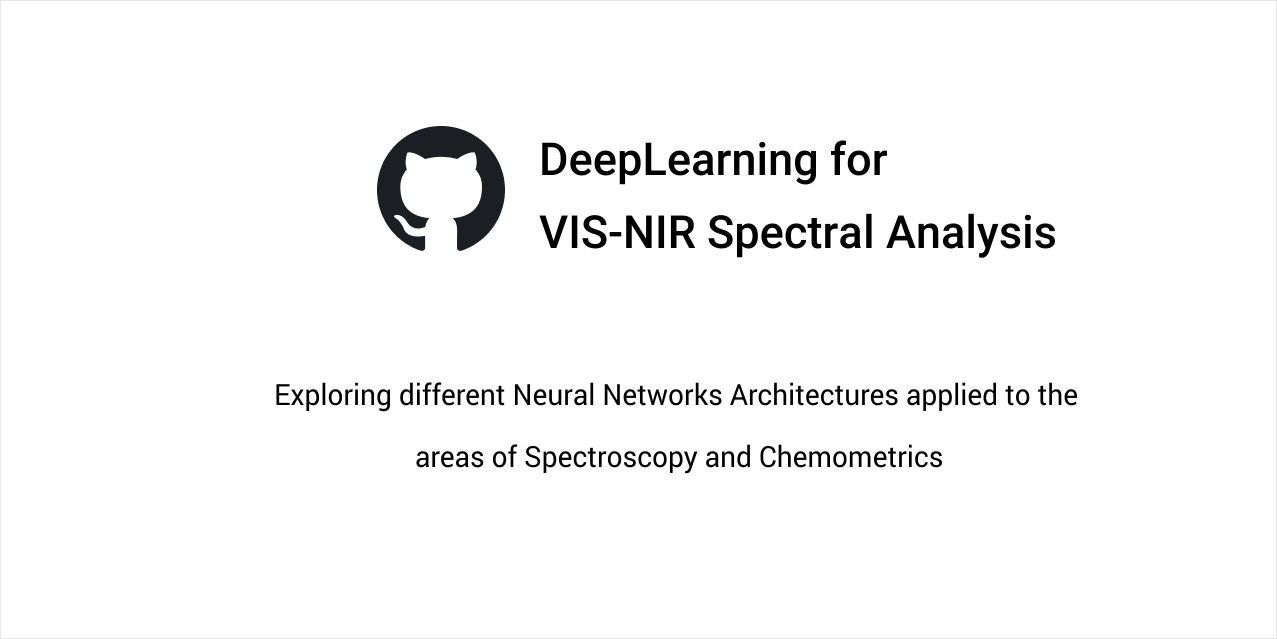 DeepLearning for
VIS-NIR Spectral Analysis
Exploring different Neural Networks Architectures applied to the
areas of Spectroscopy and Chemometrics